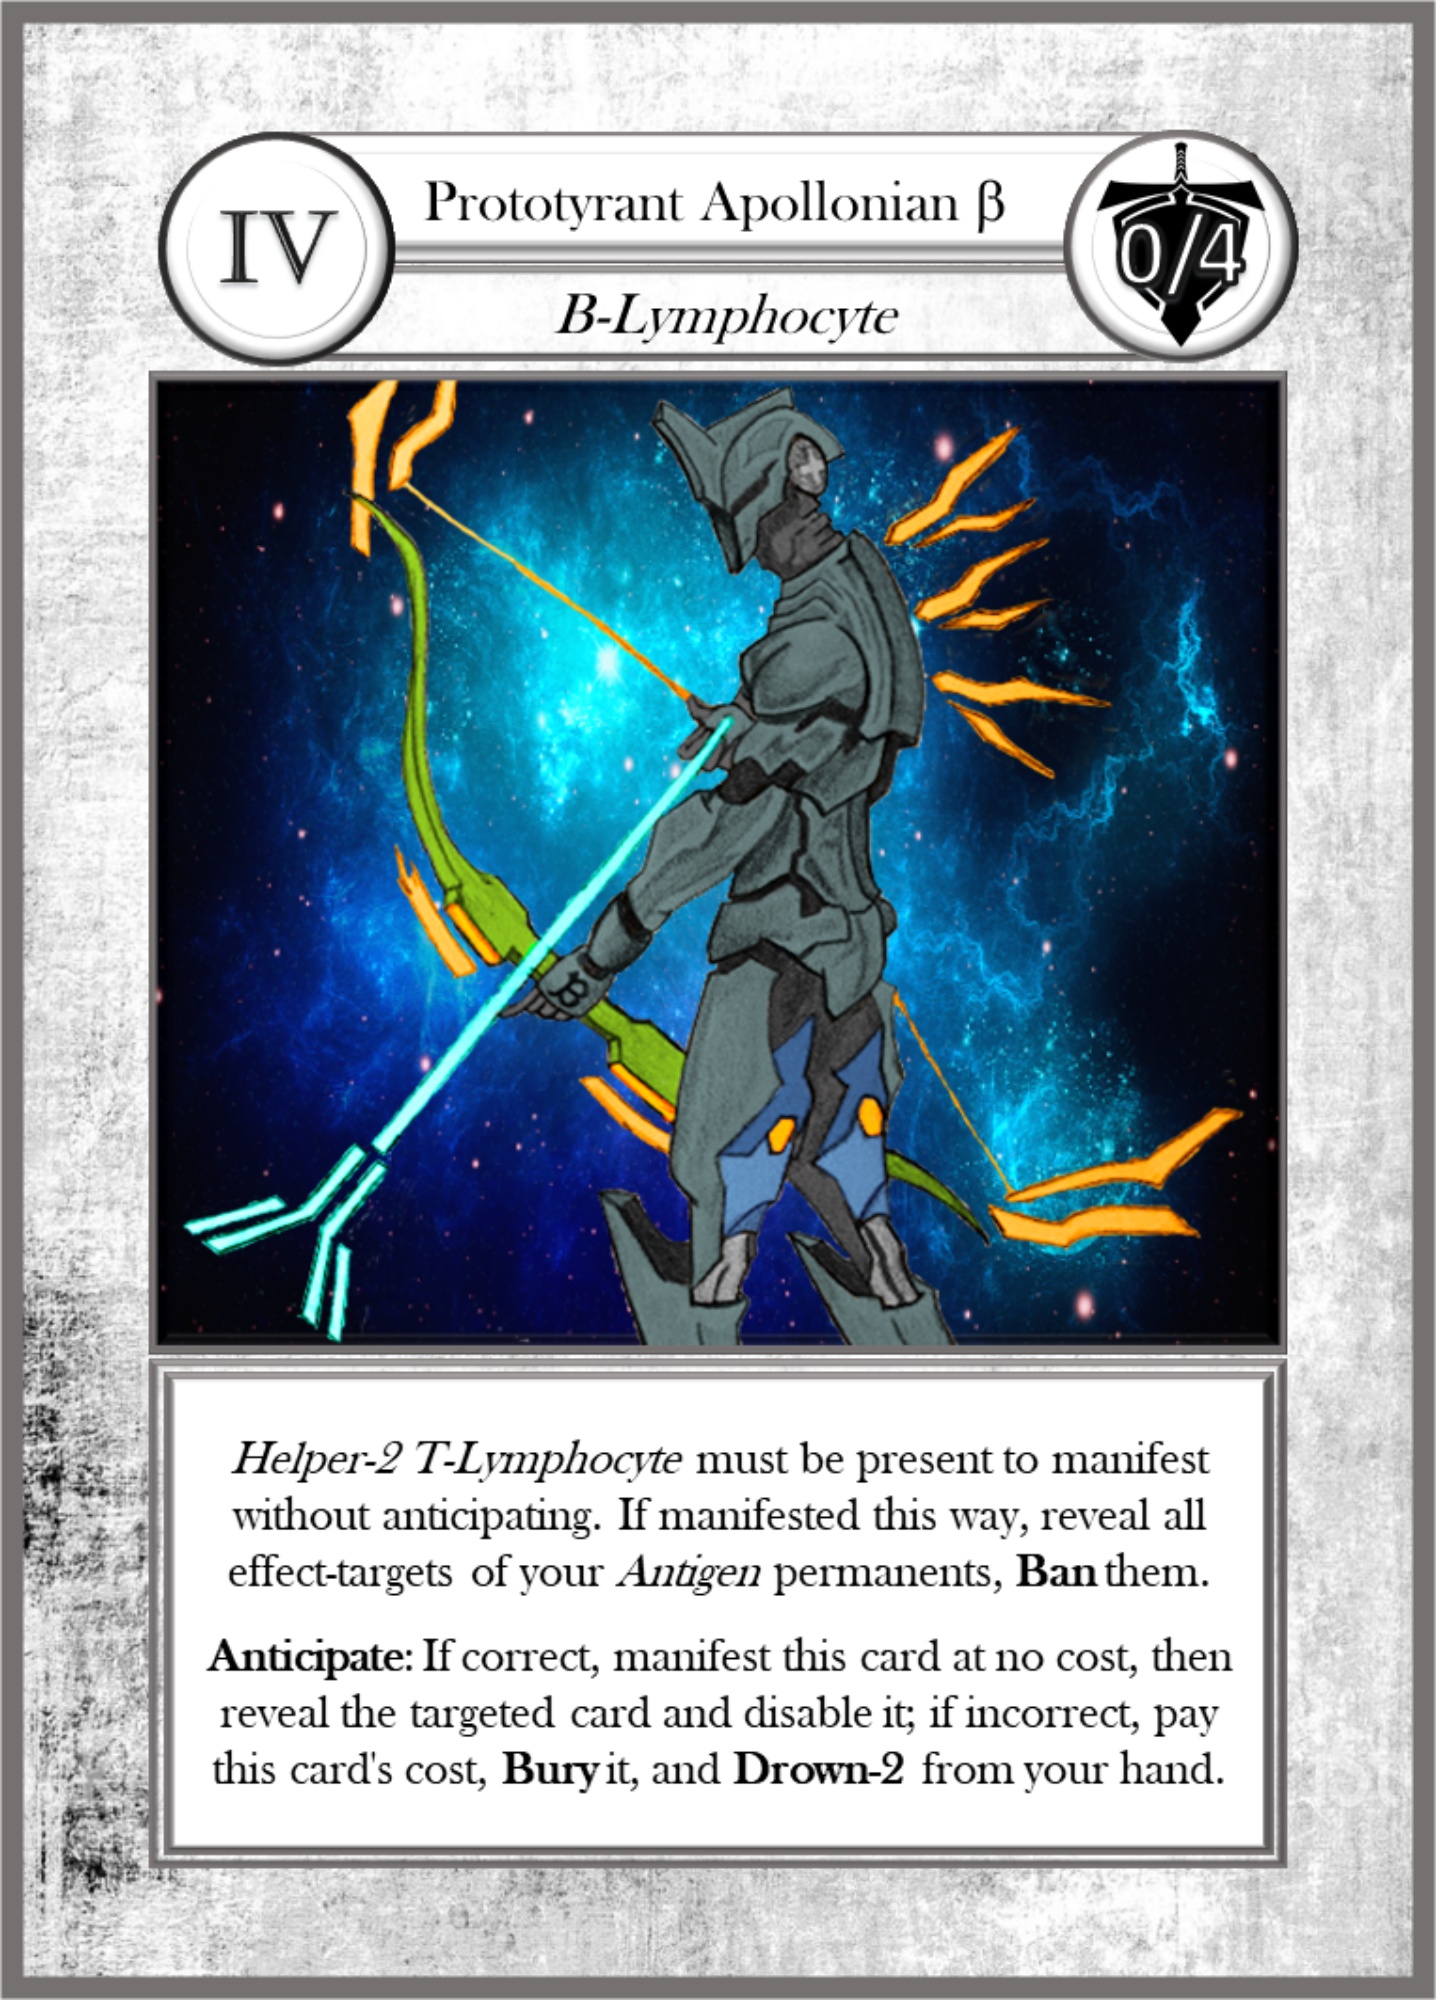 IV
Prototyrant Apollonian β
0/4
B-Lymphocyte
B
Helper-2 T-Lymphocyte must be present to manifest
without anticipating. If manifested this way, reveal all
effect-targets of your Antigen permanents, Ban them.
Anticipate: If correct, manifest this card at no cost, then
reveal the targeted card and disable it; if incorrect, pay
this card's cost, Bury it, and Drown-2 from your hand.